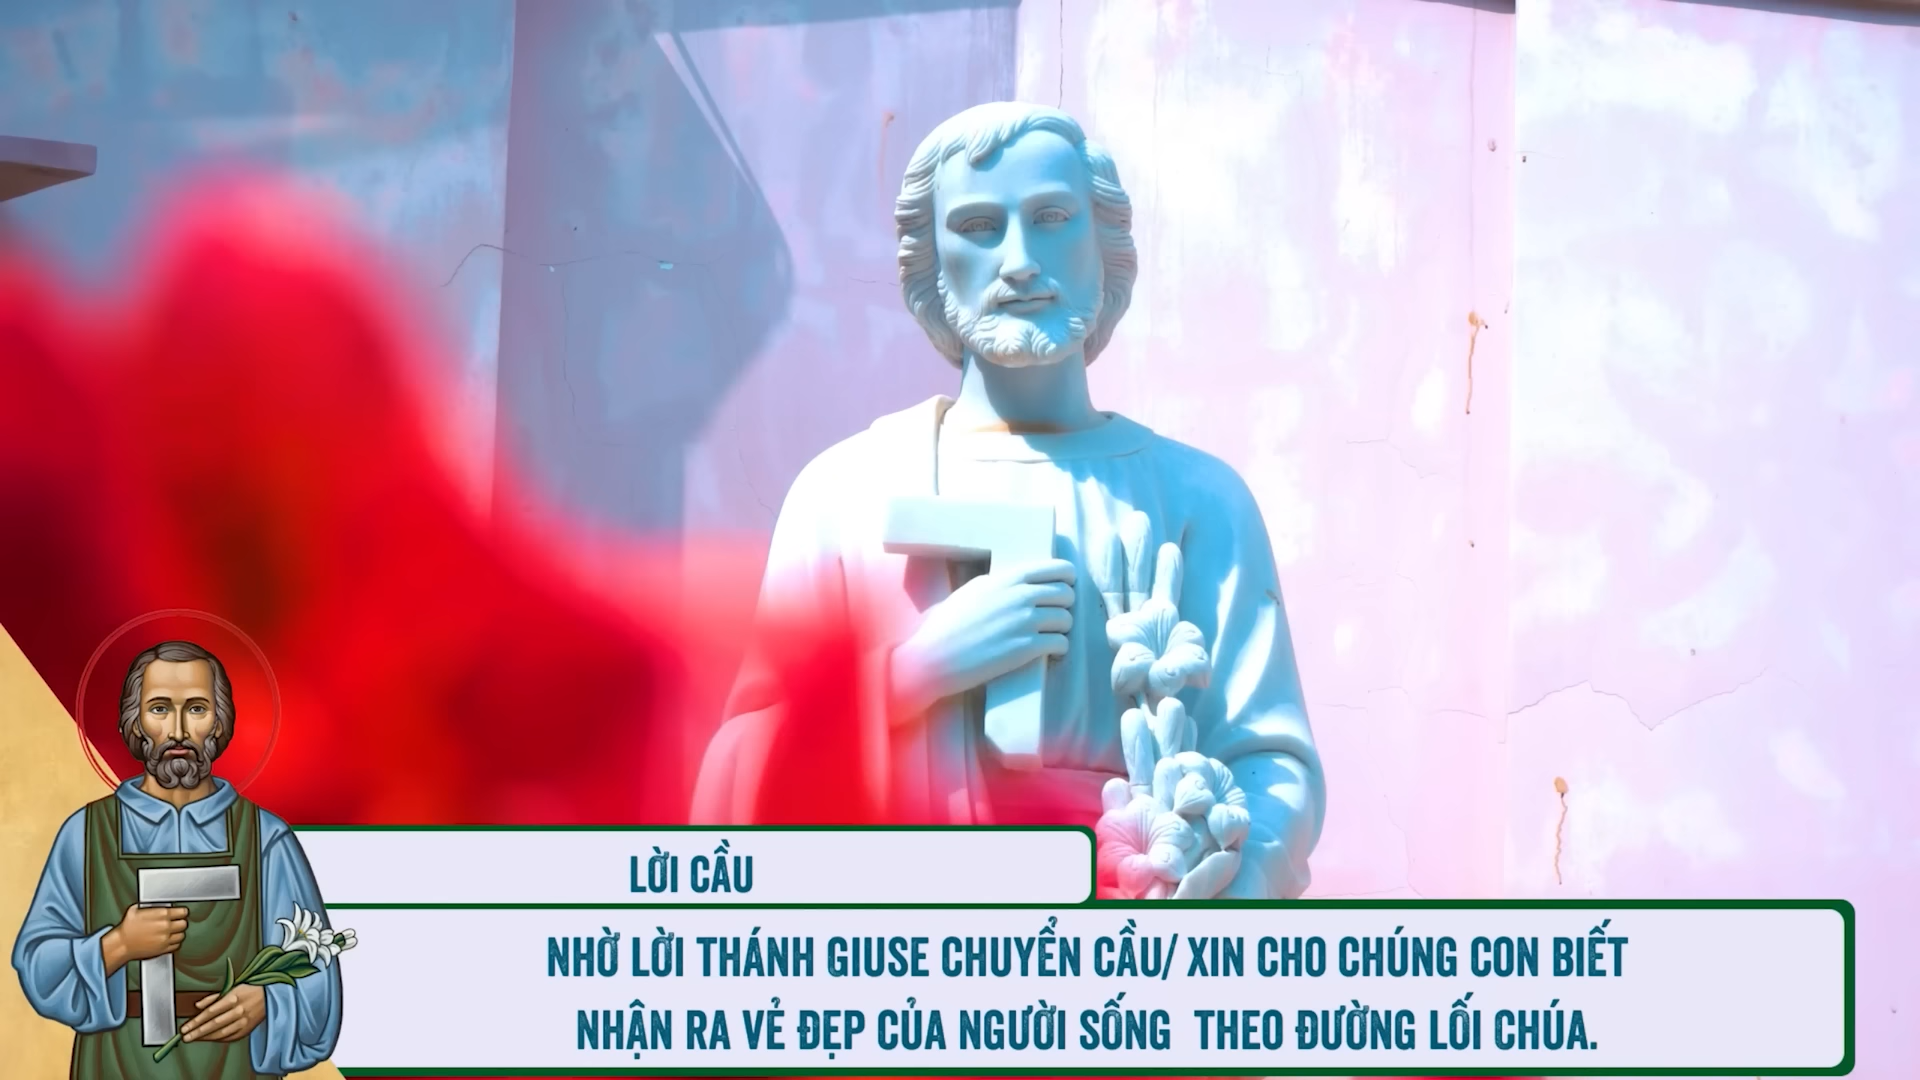 LỜI CẦU
NHỜ LỜI THÁNH GIUSE CHUYỂN CẦU/ XIN CHO CHÚNG CON BIẾT
NHẬN RA VẺ ĐẸP CỦA NGƯỜI SỐNG THEO ĐƯỜNG LỐI CHÚA.